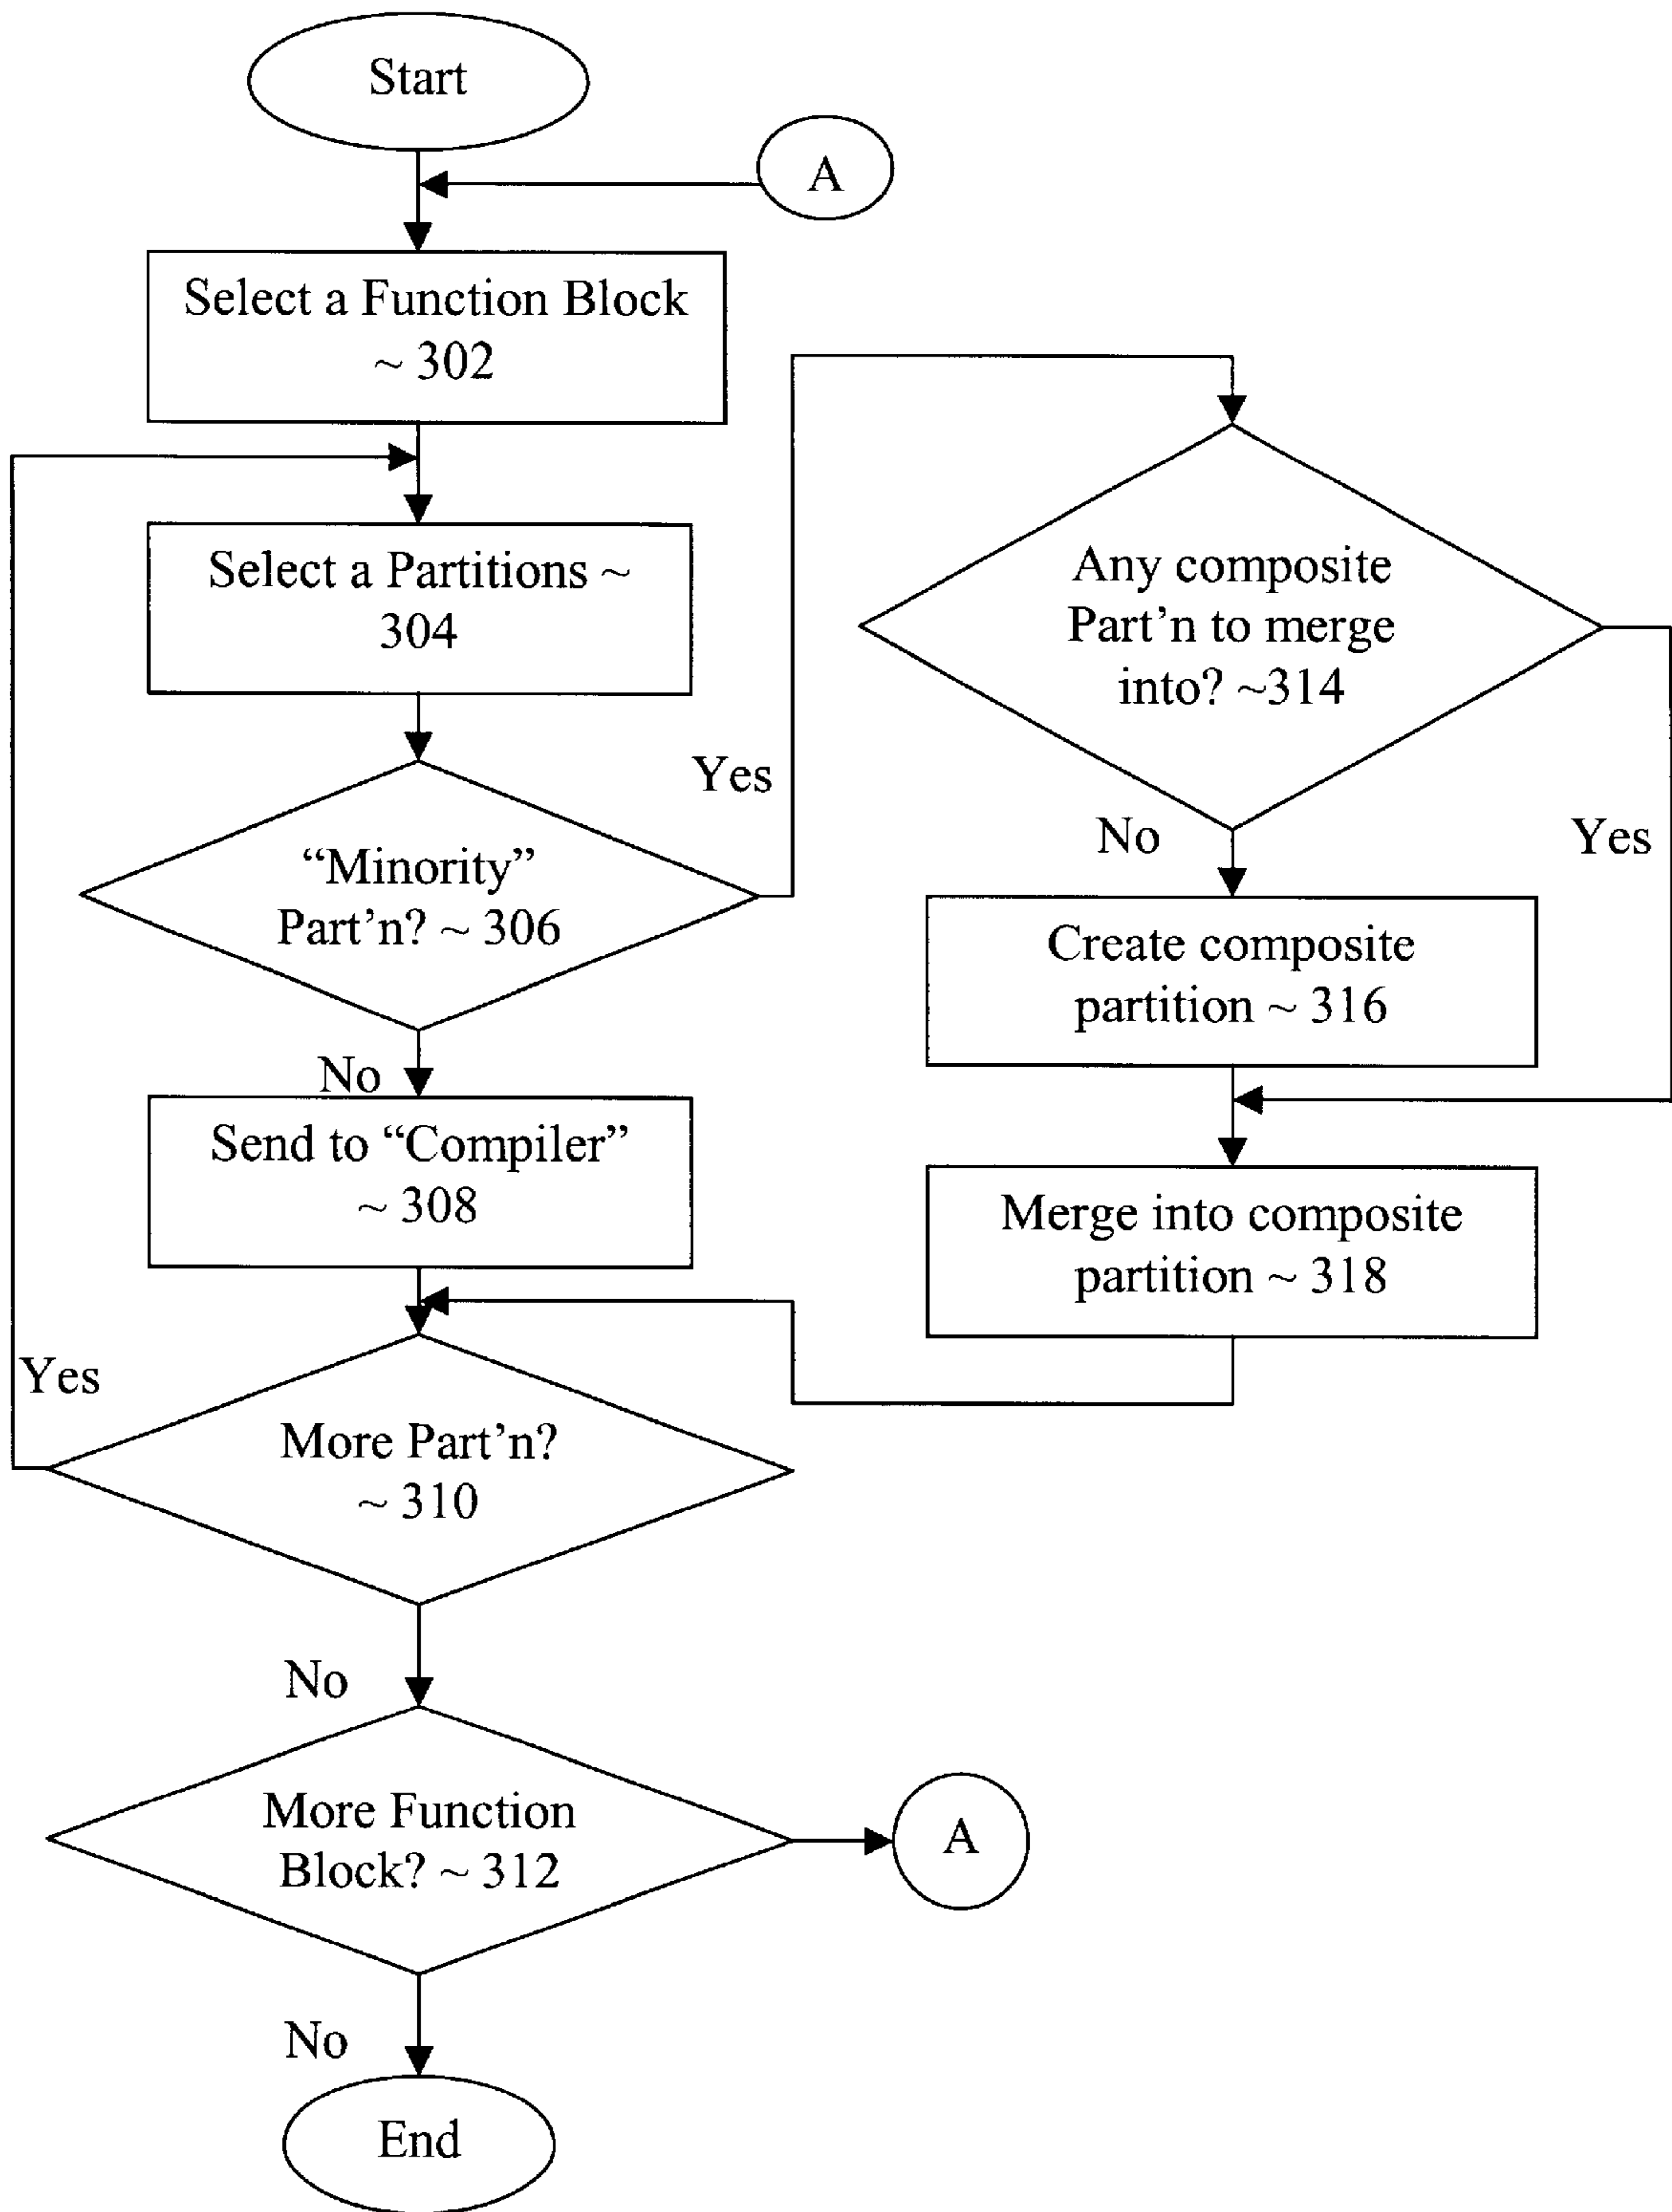 Start
A
Select a Function Block
~ 302
Select a Partitions ~
304
Yes
“Minority”
Part’n? ~ 306
No
Send to “Compiler”
~ 308
Any composite
Part’n to merge
into? ~314
No
Yes
Create composite
partition ~ 316
Merge into composite
partition ~ 318
Yes
More Part’n?
~ 310
No
More Function
Block? ~ 312
A
No
End